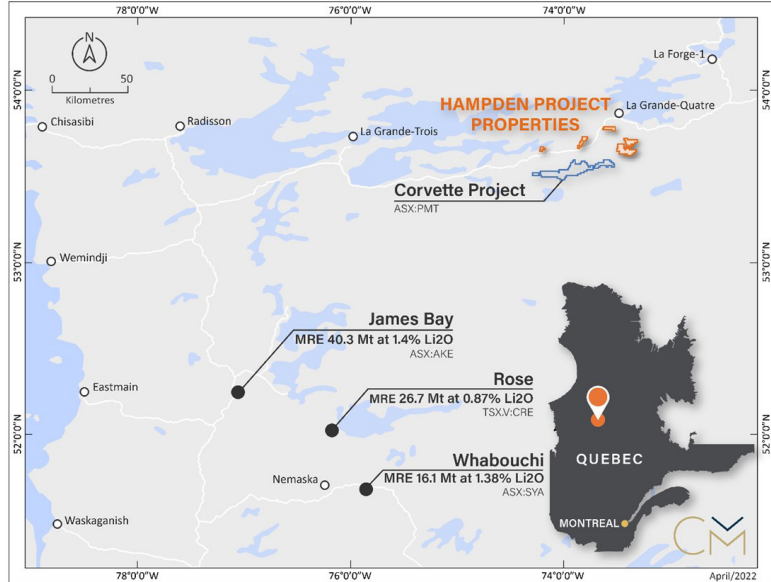 78°0'0"W
76°0'0"W
74°0'0"W
N
0 50
Kilometres
La Forge-1
54°0'0"N
54°0'0"N
HAMPDEN PROJECT
PROPERTIES
La Grande-Quatre
Chisasibi
Radisson
La Grande-Trois
Corvette Project
ASX:PMT
Wemindji
53°0'0"N
53°0'0"N
James Bay
MRE 40.3 Mt at 1.4% Li2O
ASX:AKE
Eastmain
Rose
MRE 26.7 Mt at 0.87% Li2O
TSX.V:CRE
52°0'0"N
52°0'0"N
Whabouchi
MRE 16.1 Mt at 1.38% Li2O
ASX:SYA
Nemaska
QUEBEC
Waskaganish
MONTREAL
CM
78°0'0"W
76°0'0"W
74°0'0"W
April/2022